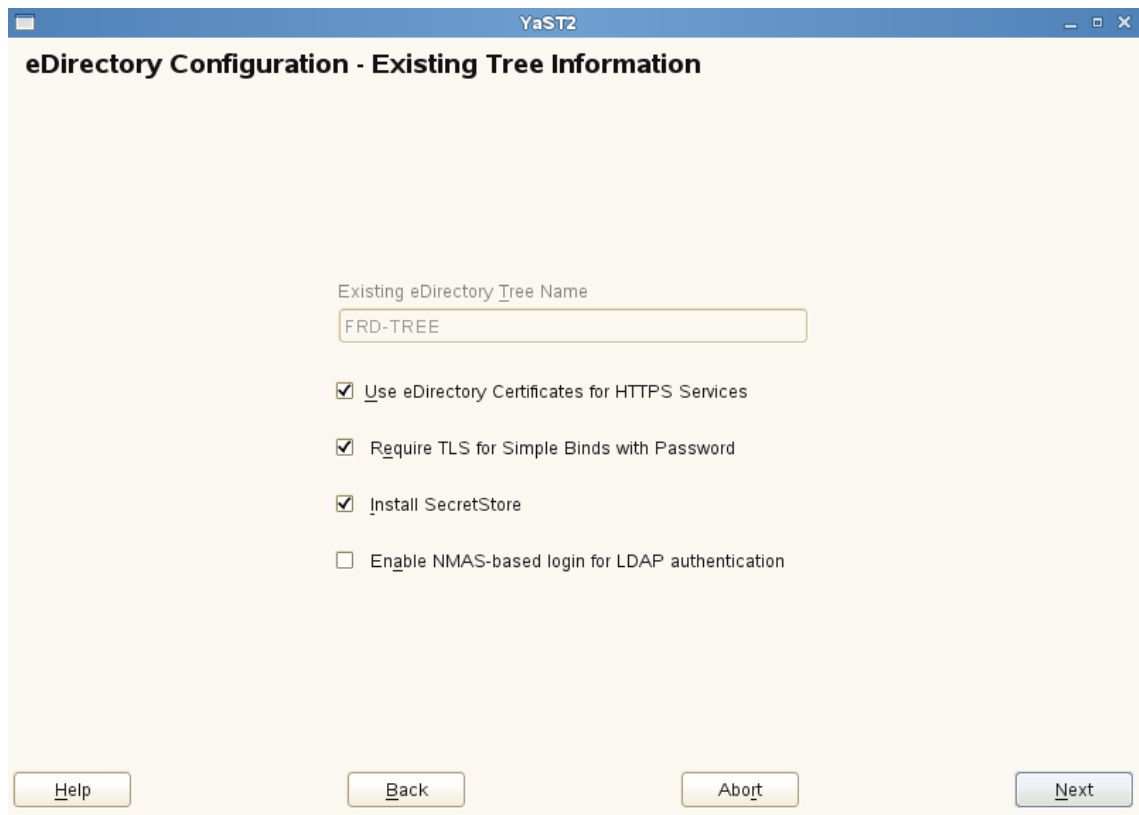 YaST2
eDirectory Configuration - Existing Tree Information
Existing eDirectory Tree Name
FRD-TREE
Use eDirectory Certificates for HTTPS Services
Require TLS for Simple Binds with Password
Install SecretStore
Enable NMAS-based login for LDAP authentication
Help Back Abort Next